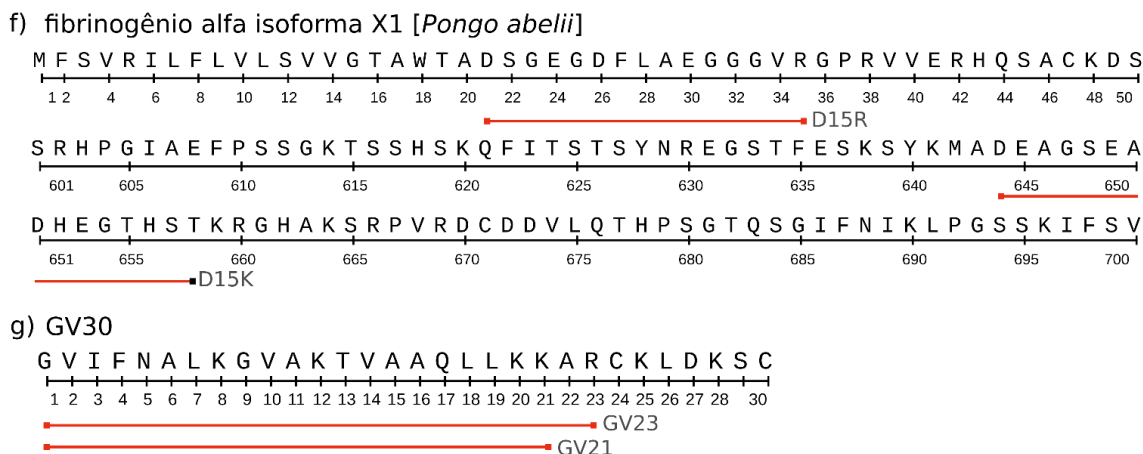 f) fibrinogênio alfa isoforma X1 [Pongo abelii]
M F S V R I L F L V L S V V G T A W T A D S G E G D F L A E G G G V R G P R V V E R H Q S A C K D S
1 2 4 6 8 10 12 14 16 18 20 22 24 26 28 30 32 34 36 38 40 42 44 46 48 50
D15R
S R H P G I A E F P S S G K T S S H S K Q F I T S T S Y N R E G S T F E S K S Y K M A D E A G S E A
601 605 610 615 620 625 630 635 640 645 650
D H E G T H S T K R G H A K S R P V R D C D D V L Q T H P S G T Q S G I F N I K L P G S S K I F S V
651 655 660 665 670 675 680 685 690 695 700
D15K
g) GV30
G V I F N A L K G V A K T V A A Q L L K K A R C K L D K S C
1 2 3 4 5 6 7 8 9 10 11 12 13 14 15 16 17 18 19 20 21 22 23 24 25 26 27 28 30
GV23
GV21